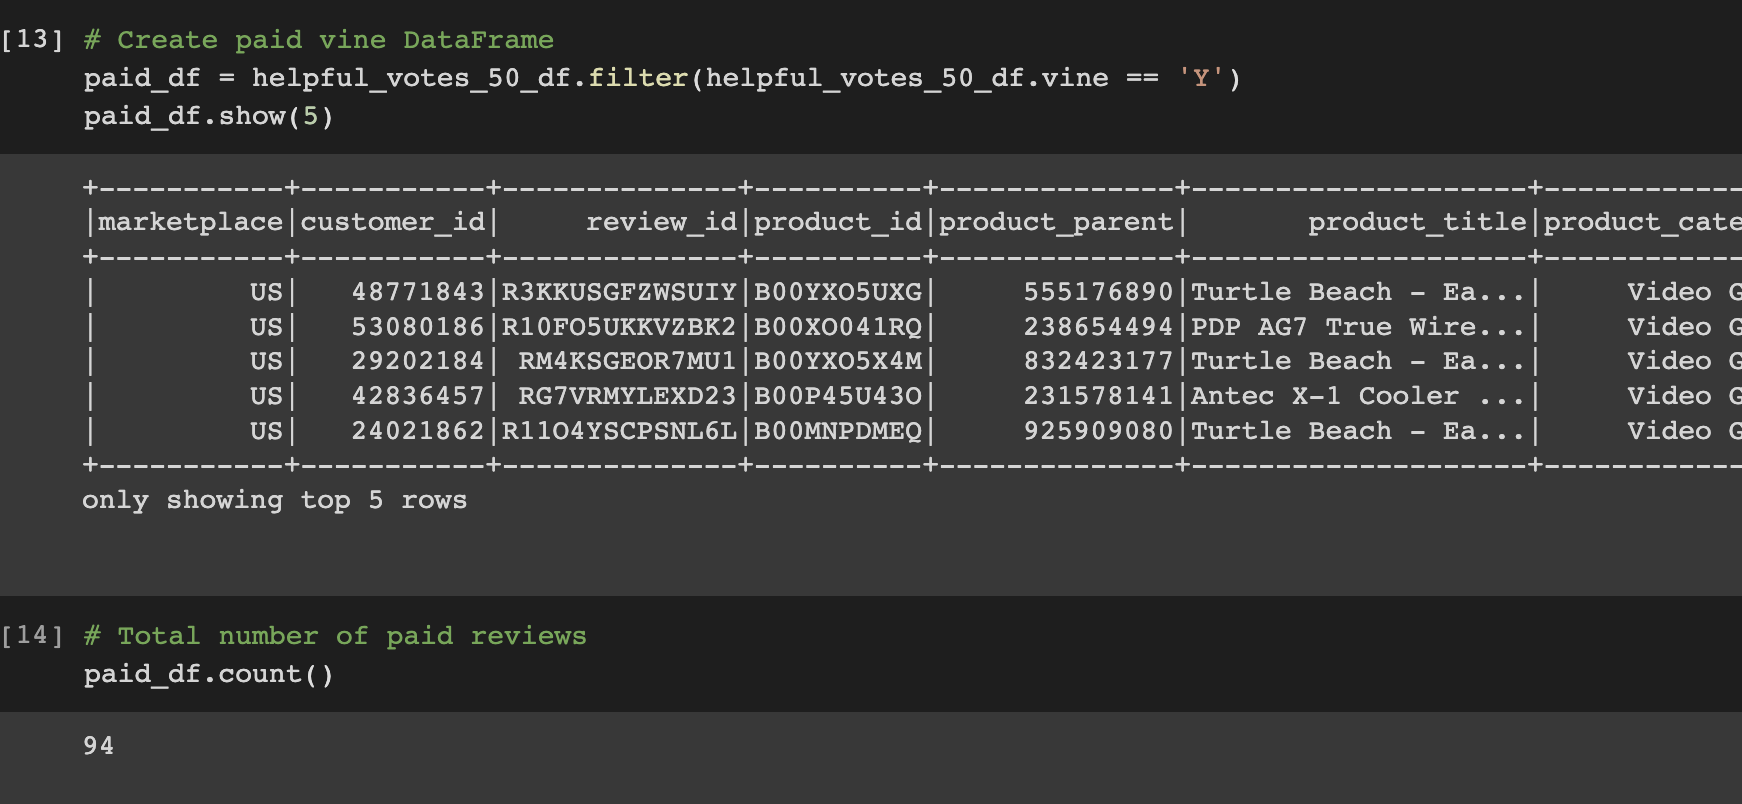 [13] # Create paid vine DataFrame
paid_df = helpful_votes_50_df.filter(helpful_votes_50_df.vine == 'Y')
paid_df.show(5)
+-----------+-----------+--------------+----------+--------------+--------------------+------------
|marketplace|customer_id|     review_id|product_id|product_parent|       product_title|product_cate
+-----------+-----------+--------------+----------+--------------+--------------------+------------
|         US|   48771843|R3KKUSGFZWSUIY|B00YXO5UXG|     555176890|Turtle Beach - Ea...|     Video G
|         US|   53080186|R10FO5UKKVZBK2|B00XO041RQ|     238654494|PDP AG7 True Wire...|     Video G
|         US|   29202184| RM4KSGEOR7MU1|B00YXO5X4M|     832423177|Turtle Beach - Ea...|     Video G
|         US|   42836457| RG7VRMYLEXD23|B00P45U43O|     231578141|Antec X-1 Cooler ...|     Video G
|         US|   24021862|R11O4YSCPSNL6L|B00MNPDMEQ|     925909080|Turtle Beach - Ea...|     Video G
+-----------+-----------+--------------+----------+--------------+--------------------+------------
only showing top 5 rows
[14] # Total number of paid reviews
paid_df.count()
94